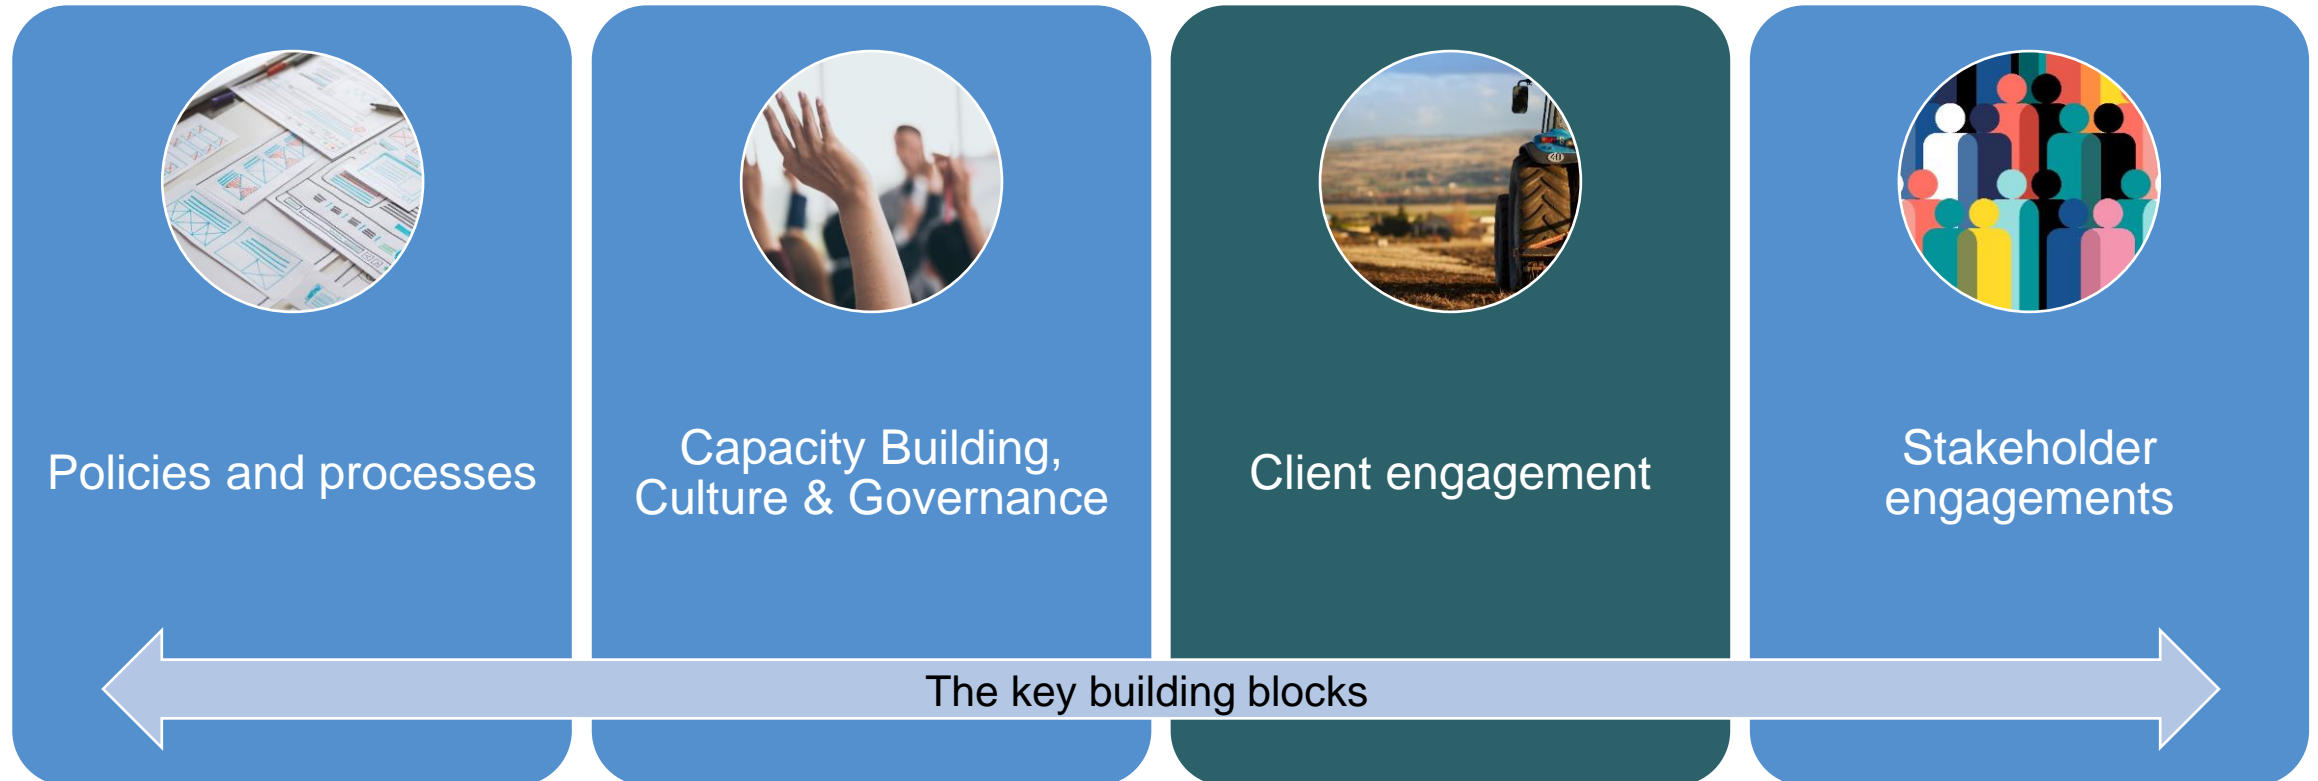 Policies and processes
Capacity Building,
Culture & Governance
Client engagement
Stakeholder
engagements
The key building blocks